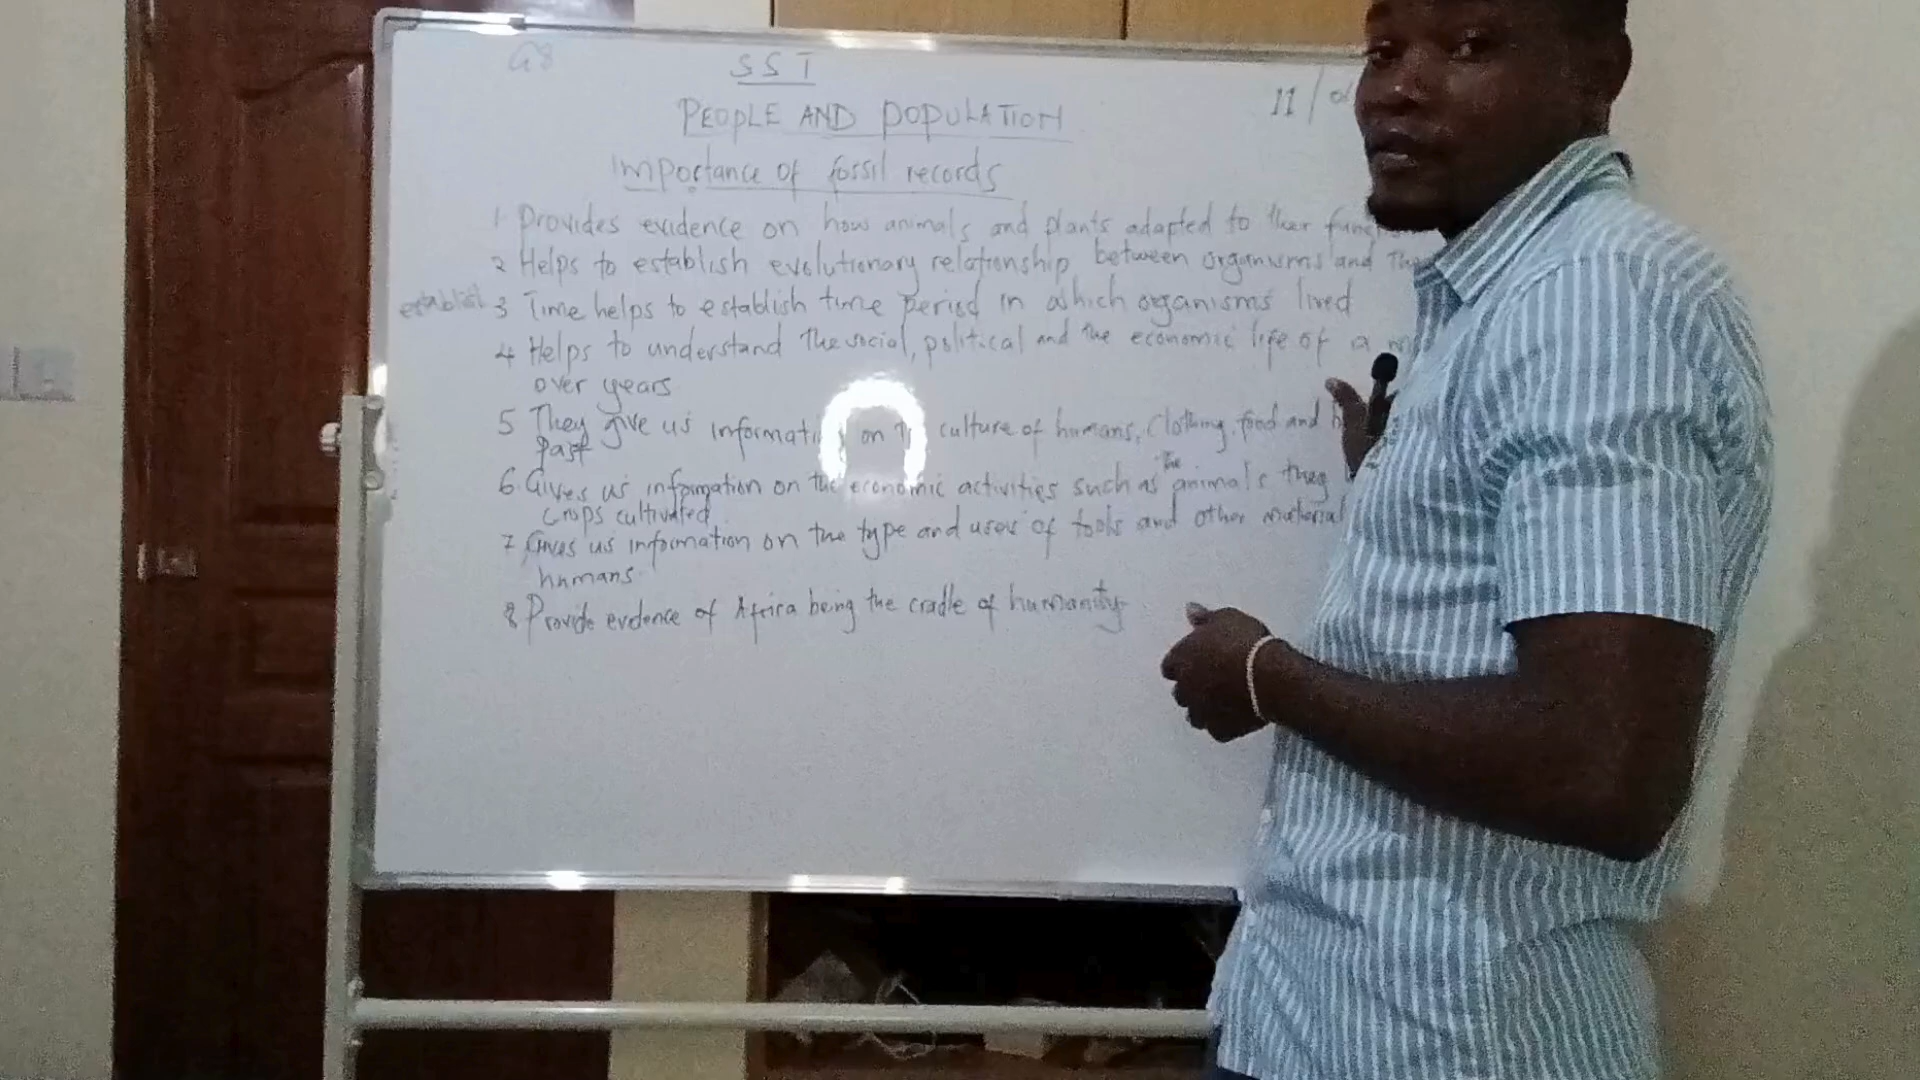 G8
SST
11/
PEOPLE AND POPULATION
Importance of fossil records
1 Provides evidence on how animals and plants adapted to their
2 Helps to establish evolutionary relationship between organisms and
establish 3 Time helps to establish time period in which organisms lived
4 Helps to understand the social, political and the economic life of a
over years
5 They give us on culture of humans, clothing, food and
past
6 Gives us information on the economic activities such as the animals they
crops cultivated
7 Gives us information on the type and uses of tools and other material
humans
8 Provide evidence of Africa being the cradle of humanity